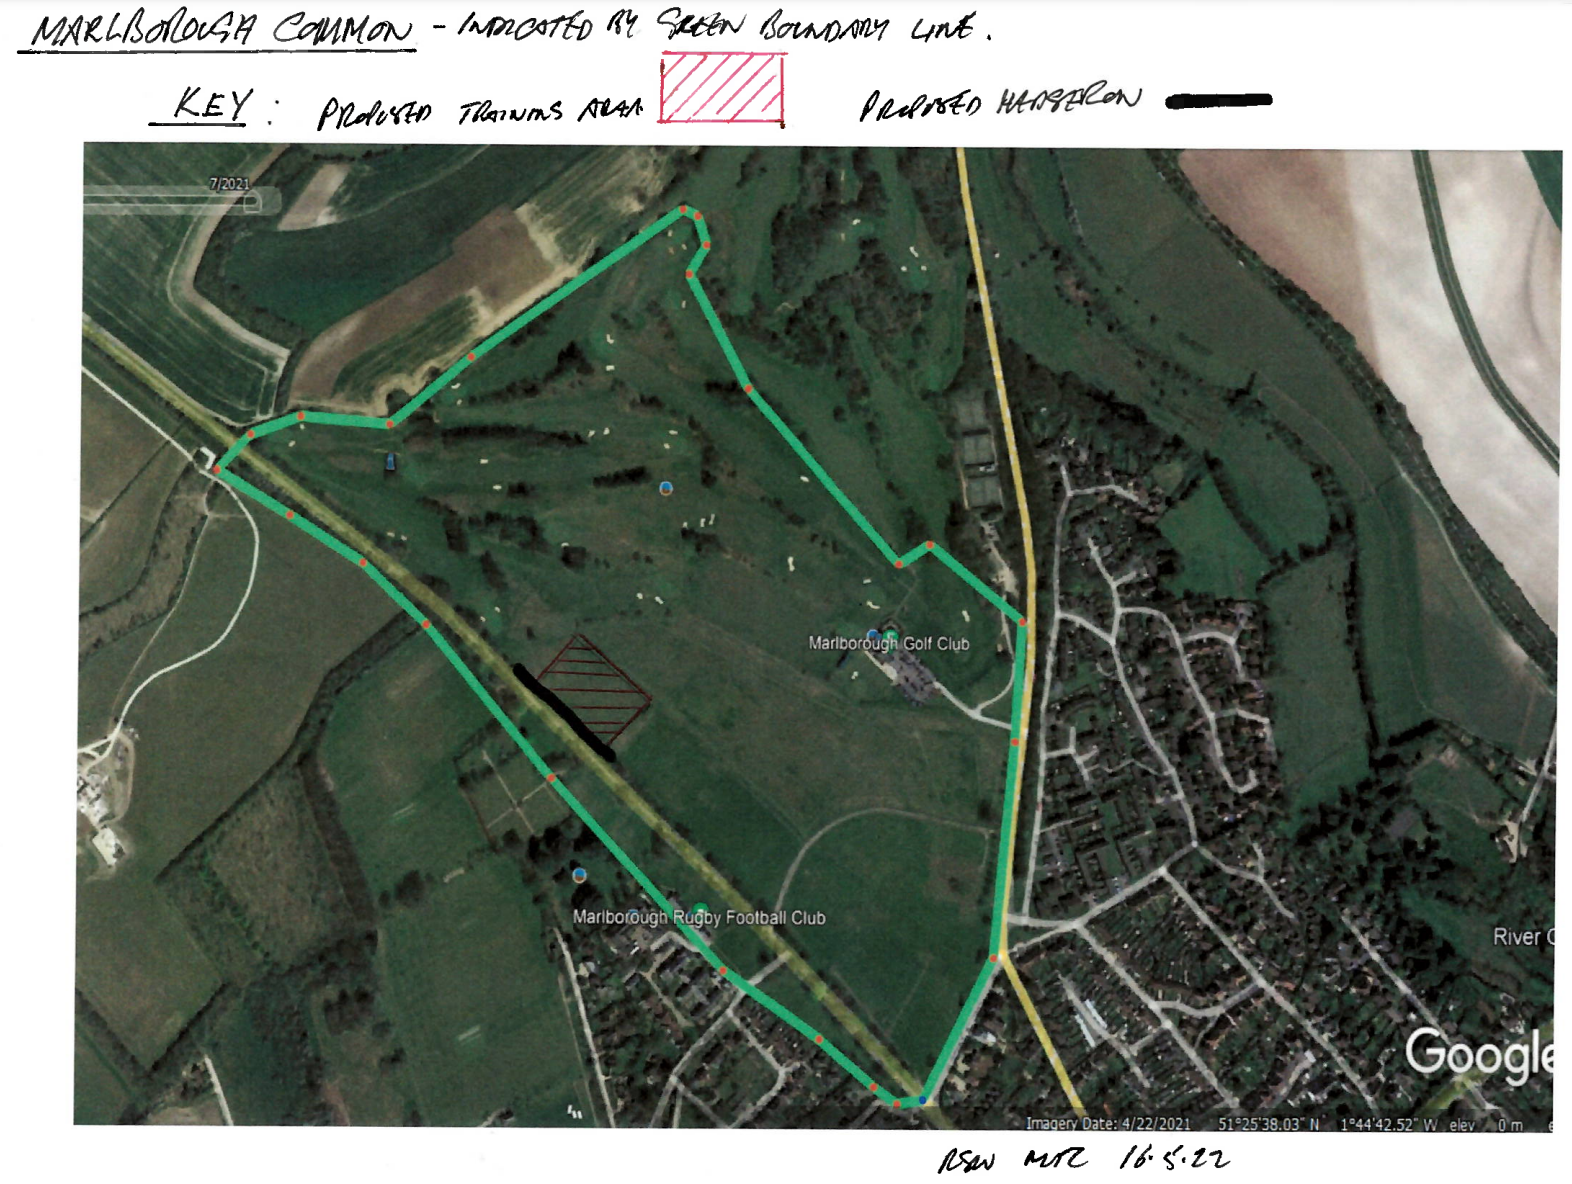 MARLBOROUGH COMMON - INDICATED BY GREEN BOUNDARY LINE.
KEY : PROPOSED TRAINING AREA PROPOSED HARDSERON
7/2021
Marlborough Golf Club
Marlborough Rugby Football Club
River
Google
Imagery Date: 4/22/2021 51°25'38.03" N 1°44'42.52" W elev 0 m
16.5.22